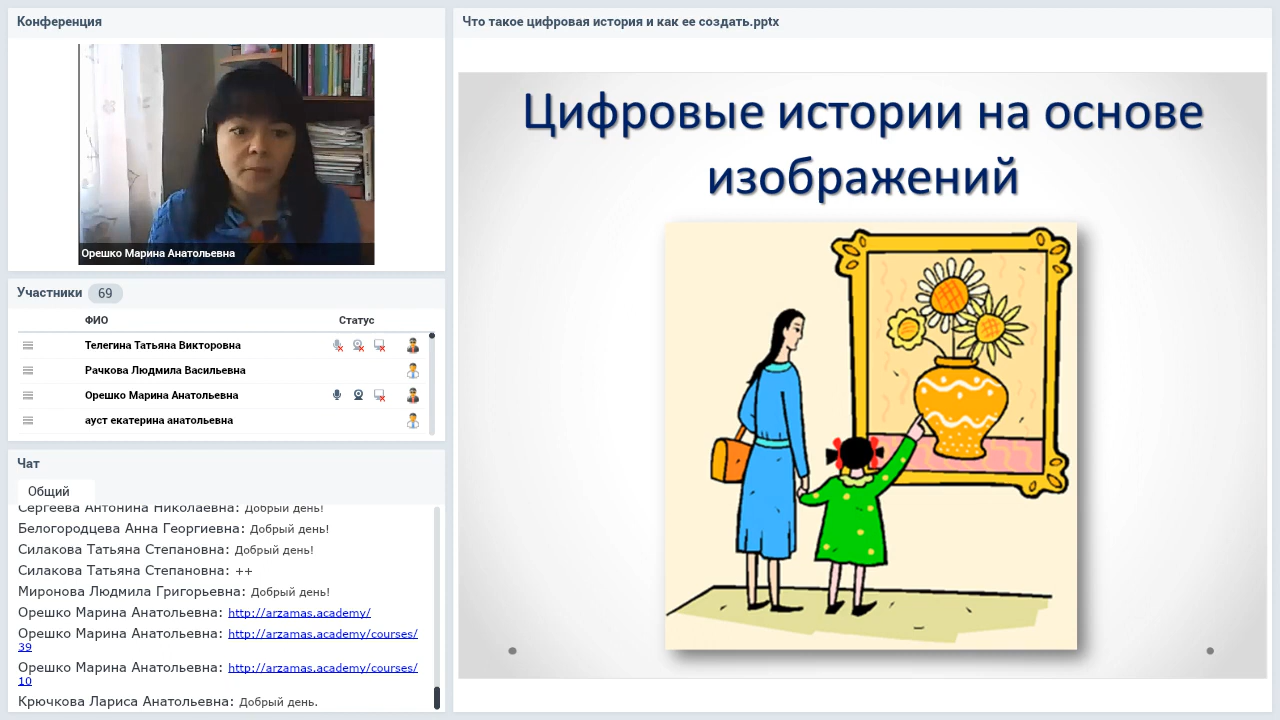 Конференция
Орешко Марина Анатольевна
Участники 69
ФИО Статус
Телегина Татьяна Викторовна
Рачкова Людмила Васильевна
Орешко Марина Анатольевна
ауст екатерина анатольевна
Чат
Общий
Сергеева Антонина Николаевна: Добрый день!
Белогородцева Анна Георгиевна: Добрый день!
Силакова Татьяна Степановна: Добрый день!
Силакова Татьяна Степановна: ++
Миронова Людмила Григорьевна: Добрый день!
Орешко Марина Анатольевна: http://arzamas.academy/
Орешко Марина Анатольевна: http://arzamas.academy/courses/
39
Орешко Марина Анатольевна: http://arzamas.academy/courses/
10
Крючкова Лариса Анатольевна: Добрый день.
Что такое цифровая история и как ее создать.pptx
Цифровые истории на основе
изображений